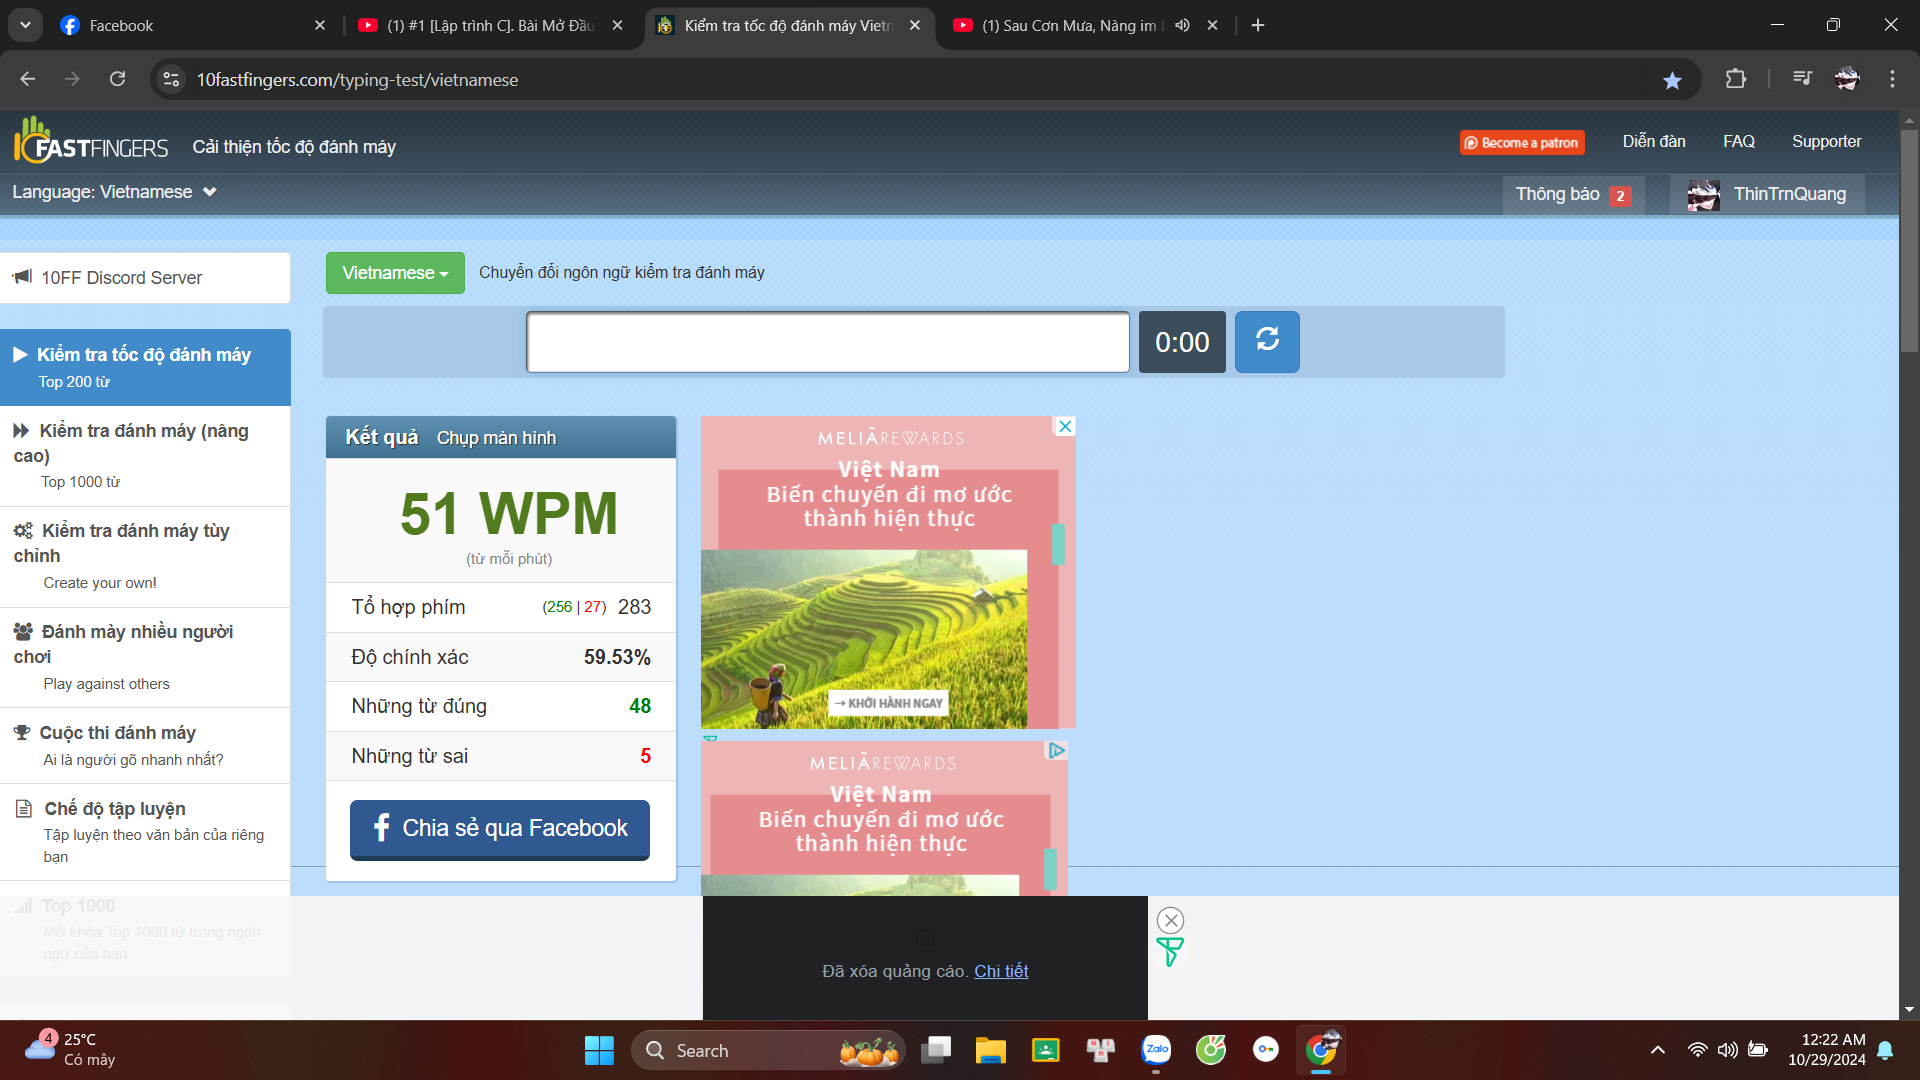 Facebook
(1) #1 [Lập trình C]. Bài Mở Đầu
Kiểm tra tốc độ đánh máy Vietn
(1) Sau Cơn Mưa, Nàng im
10fastfingers.com/typing-test/vietnamese
10FASTFINGERS
Cải thiện tốc độ đánh máy
Become a patron
Diễn đàn
FAQ
Supporter
Language: Vietnamese
Thông báo 2
ThinTrnQuang
10FF Discord Server
Vietnamese
Chuyển đổi ngôn ngữ kiểm tra đánh máy
0:00
Kiểm tra tốc độ đánh máy
Top 200 từ
Kiểm tra đánh máy (nâng
cao)
Top 1000 từ
Kiểm tra đánh máy tùy
chỉnh
Create your own!
Đánh mày nhiều người
chơi
Play against others
Cuộc thi đánh máy
Ai là người gõ nhanh nhất?
Chế độ tập luyện
Tập luyện theo văn bản của riêng
bạn
Top 1000
Mở khóa Top 1000 từ trong ngôn
ngữ của bạn
Kết quả Chụp màn hình
51 WPM
(từ mỗi phút)
Tổ hợp phím (256 | 27) 283
Độ chính xác 59.53%
Những từ đúng 48
Những từ sai 5
Chia sẻ qua Facebook
MELIÃREWARDS
Việt Nam
Biến chuyến đi mơ ước
thành hiện thực
→ KHỞI HÀNH NGAY
MELIÃREWARDS
Việt Nam
Biến chuyến đi mơ ước
thành hiện thực
Đã xóa quảng cáo. Chi tiết
4
25°C
Có mây
Search
Zalo
12:22 AM
10/29/2024